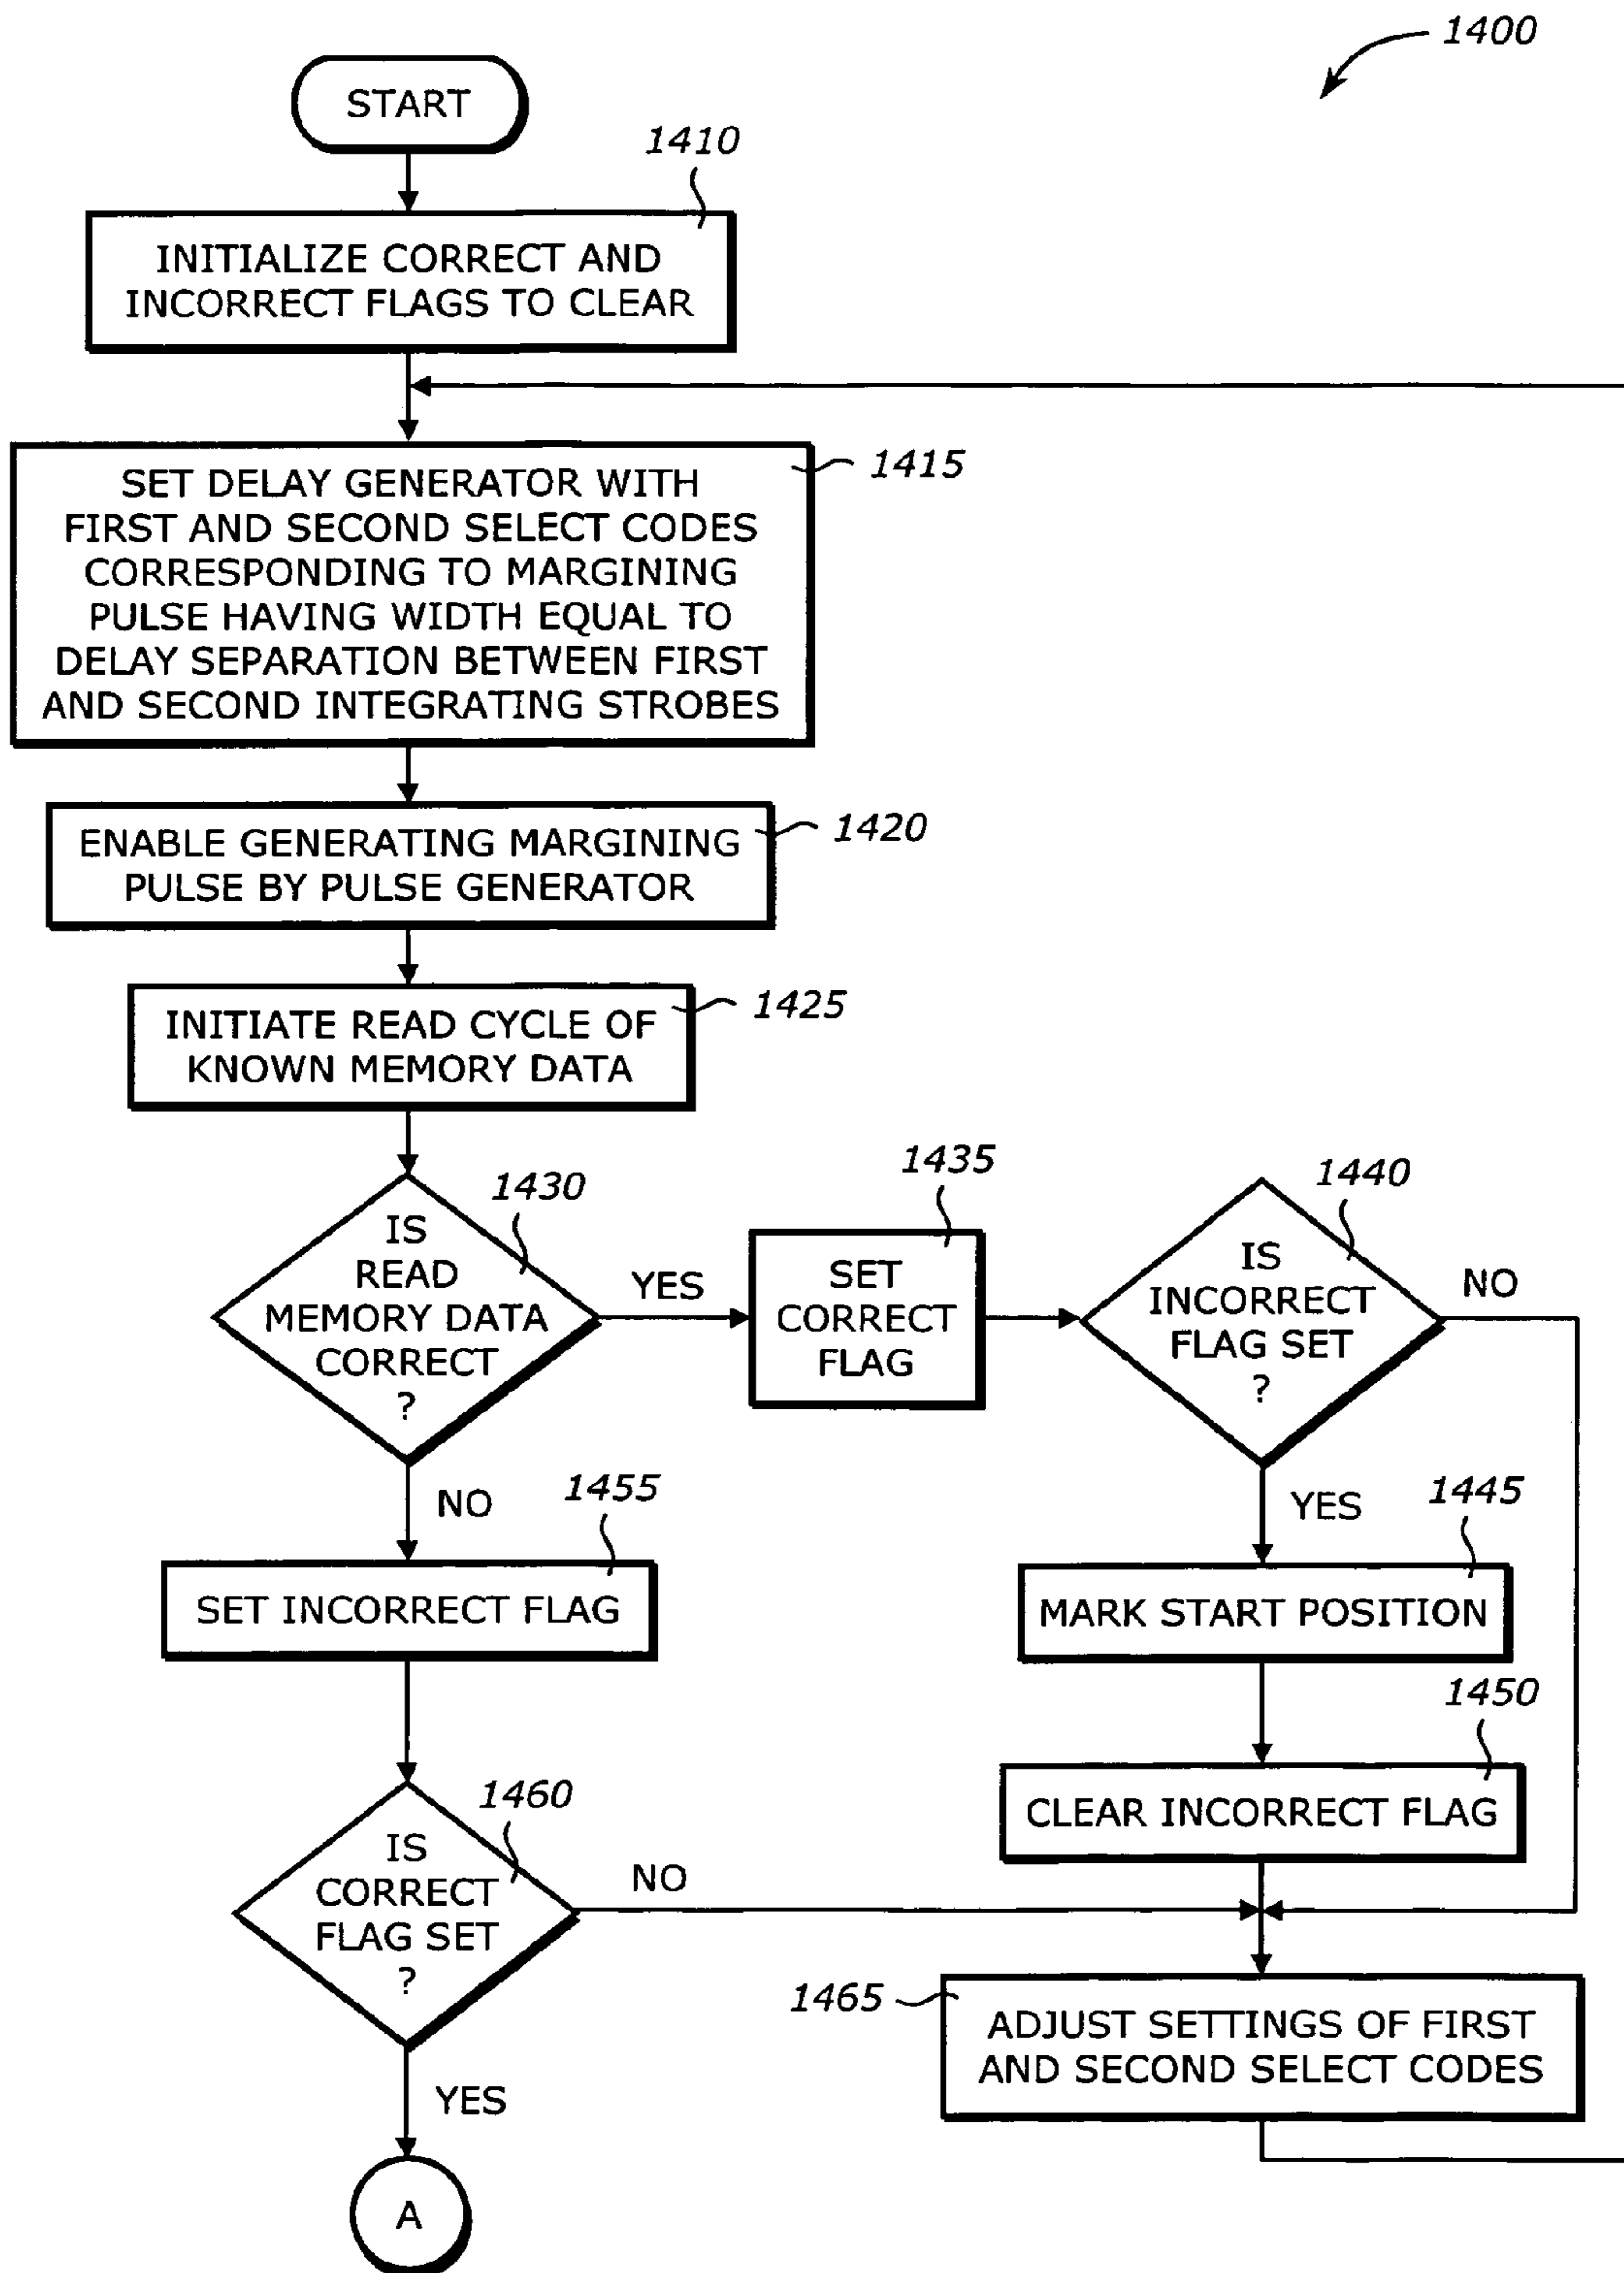 1400
START
1410
INITIALIZE CORRECT AND
INCORRECT FLAGS TO CLEAR
1415
SET DELAY GENERATOR WITH
FIRST AND SECOND SELECT CODES
CORRESPONDING TO MARGINING
PULSE HAVING WIDTH EQUAL TO
DELAY SEPARATION BETWEEN FIRST
AND SECOND INTEGRATING STROBES
1420
ENABLE GENERATING MARGINING
PULSE BY PULSE GENERATOR
1425
INITIATE READ CYCLE OF
KNOWN MEMORY DATA
1430
IS
READ
MEMORY DATA
CORRECT
?
YES
1435
SET
CORRECT
FLAG
1440
IS
INCORRECT
FLAG SET
?
NO
NO
1455
SET INCORRECT FLAG
YES
1445
MARK START POSITION
1450
CLEAR INCORRECT FLAG
1460
IS
CORRECT
FLAG SET
?
NO
1465
ADJUST SETTINGS OF FIRST
AND SECOND SELECT CODES
YES
A